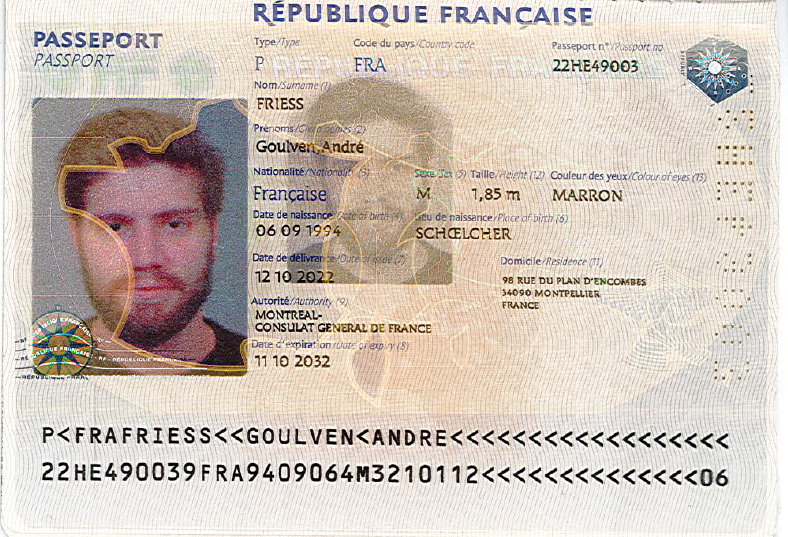 RÉPUBLIQUE FRANÇAISE
PASSEPORT
PASSPORT
Type/Type Code du pays/Country code Passeport n°/Passport no
P FRA 22HE49003
Nom/Surname (1)
FRIESS
Prénoms/Given names (2)
Goulven,André
Nationalité/Nationality (3) Sexe/Sex (5) Taille/Height (12) Couleur des yeux/Colour of eyes (13)
Française M 1,85 m MARRON
Date de naissance/Date of birth (4) Lieu de naissance/Place of birth (6)
06 09 1994 SCHŒLCHER
Date de délivrance/Date of issue (7) Domicile/Residence (11)
12 10 2022
98 RUE DU PLAN D'ENCOMBES
34090 MONTPELLIER
FRANCE
Autorité/Authority (9)
MONTREAL-
CONSULAT GENERAL DE FRANCE
Date d'expiration/Date of expiry (8)
11 10 2032
RÉPUBLIQUE FRANÇAISE
P<FRAFRIESS<<GOULVEN<ANDRE<<<<<<<<<<<<<<<<<<
22HE490039FRA9409064M3210112<<<<<<<<<<<<<<06